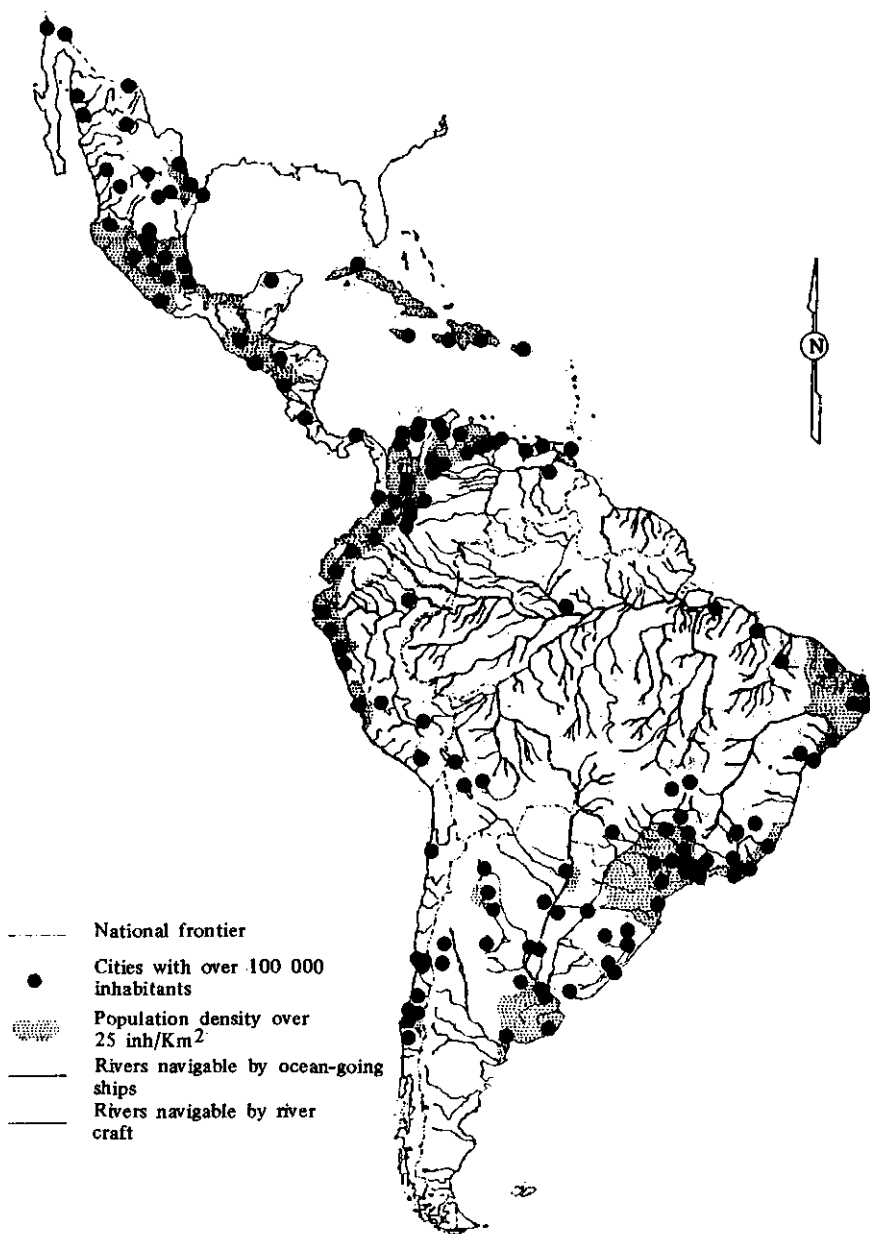 N
National frontier
Cities with over 100 000
inhabitants
Population density over
25 inh/Km2
Rivers navigable by ocean-going
ships
Rivers navigable by river
craft